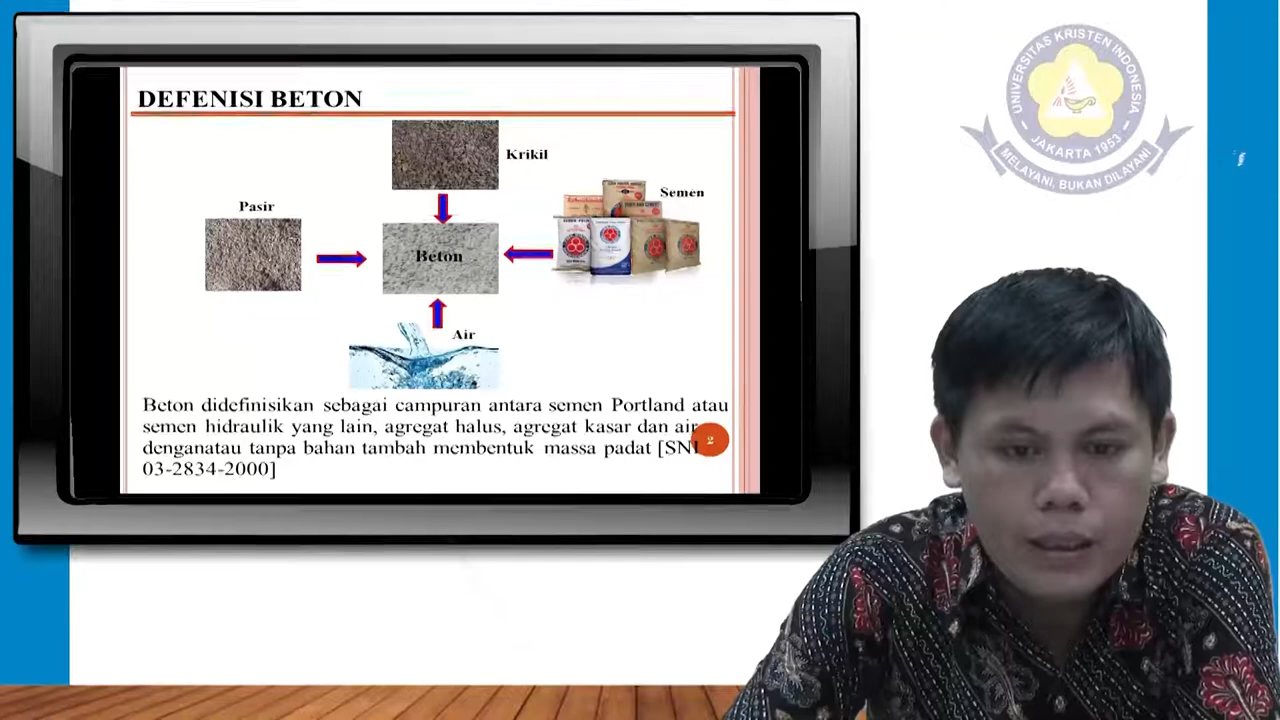 DEFENISI BETON
Krikil
Semen
Pasir
Beton
Air
Beton didefinisikan sebagai campuran antara semen Portland atau
semen hidraulik yang lain, agregat halus, agregat kasar dan air
denganatau tanpa bahan tambah membentuk massa padat [SNI
03-2834-2000]
2
UNIVERSITAS KRISTEN INDONESIA
JAKARTA 1953
MELAYANI, BUKAN DILAYANI